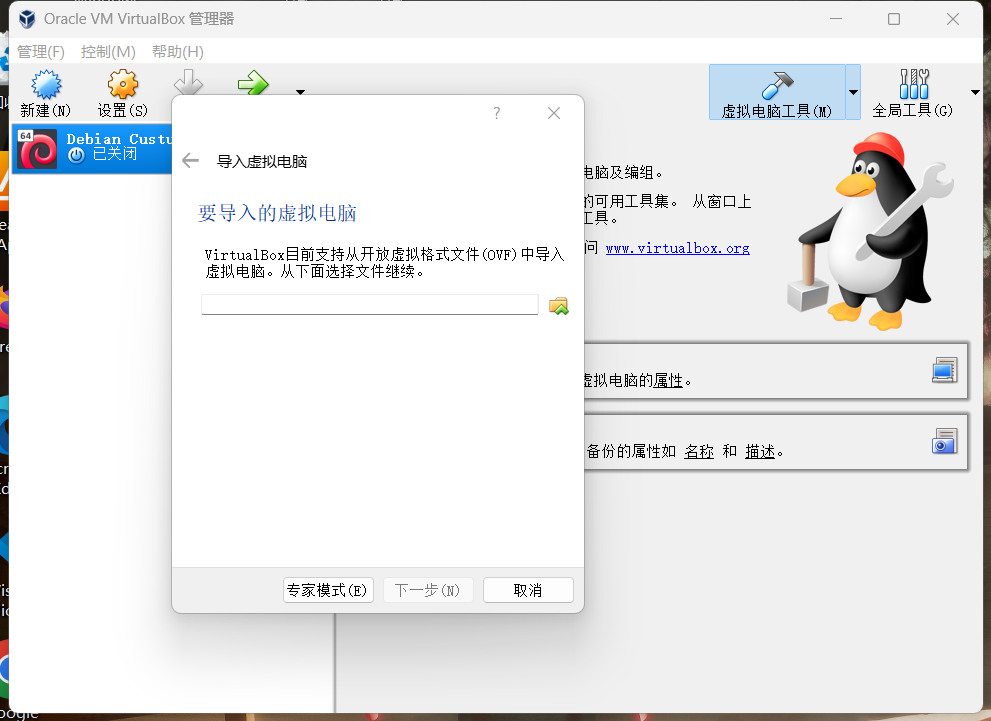 Oracle VM VirtualBox 管理器
管理(F) 控制(M) 帮助(H)
新建(N) 设置(S) 虚拟电脑工具(M) 全局工具(G)
64 Debian Custu
已关闭
?
导入虚拟电脑
要导入的虚拟电脑
VirtualBox目前支持从开放虚拟格式文件(OVF)中导入
虚拟电脑。从下面选择文件继续。
专家模式(E) 下一步(N) 取消
电脑及编组。
的可用工具集。 从窗口上
工具。
问 www.virtualbox.org
虚拟电脑的属性。
备份的属性如 名称 和 描述。